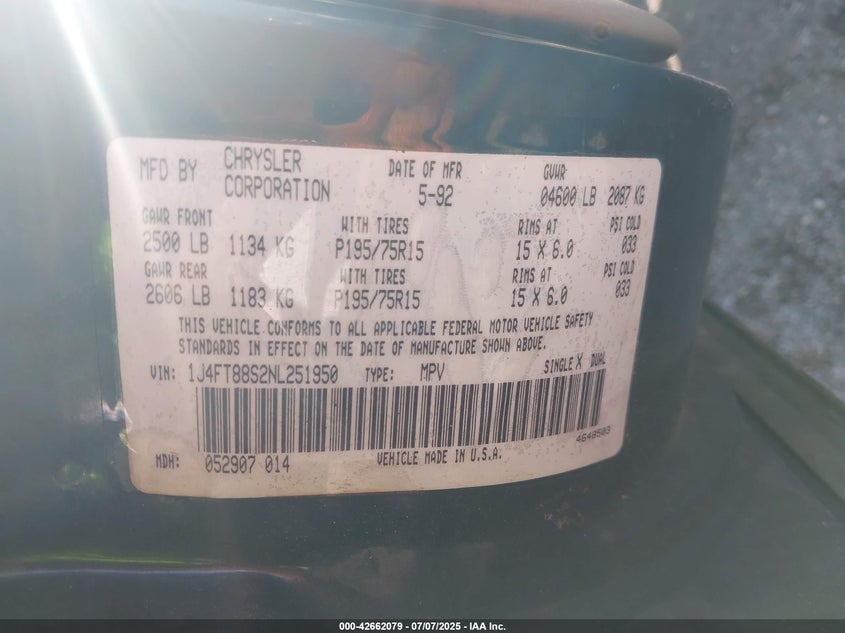 MFD BY CHRYSLER CORPORATION DATE OF MFR 5-92 GVWR 04600 LB 2087 KG
GAWR FRONT WITH TIRES RIMS AT PSI COLD
2500 LB 1134 KG P195/75R15 15 X 6.0 033
GAWR REAR WITH TIRES RIMS AT PSI COLD
2606 LB 1183 KG P195/75R15 15 X 6.0 033
THIS VEHICLE CONFORMS TO ALL APPLICABLE FEDERAL MOTOR VEHICLE SAFETY
STANDARDS IN EFFECT ON THE DATE OF MANUFACTURE SHOWN ABOVE.
VIN: 1J4FT88S2NL251950 TYPE: MPV SINGLE X DUAL
4648503
MDH: 052907 014 VEHICLE MADE IN U.S.A.
000-42662079 - 07/07/2025 - IAA Inc.